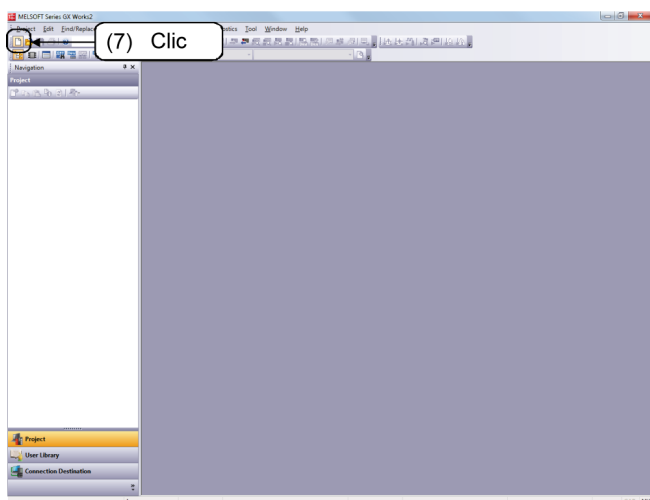 MELSOFT Series GX Works2
Project Edit Find/Replace Tool Window Help
(7) Clic
Navigation
Project
Project
User Library
Connection Destination